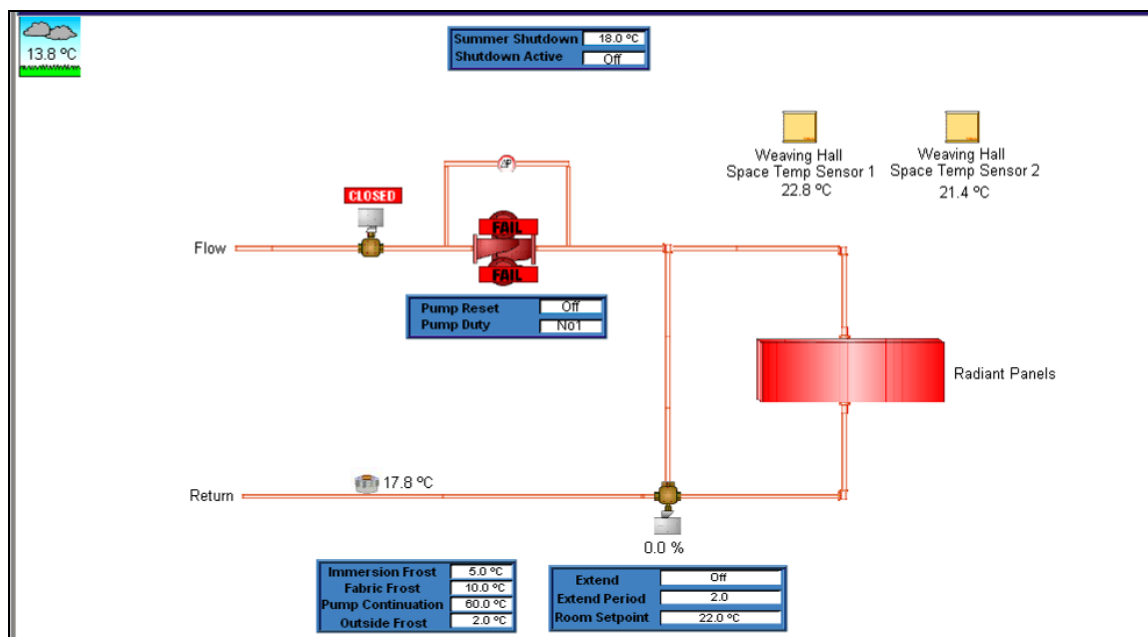 13.8 ºC
Summer Shutdown 18.0 ºC
Shutdown Active Off
Weaving Hall
Space Temp Sensor 1
22.8 ºC
Weaving Hall
Space Temp Sensor 2
21.4 ºC
ΔP
CLOSED
Flow
FAIL
FAIL
Pump Reset Off
Pump Duty No1
Radiant Panels
17.8 ºC
Return
0.0 %
Immersion Frost 5.0 ºC
Fabric Frost 10.0 ºC
Pump Continuation 60.0 ºC
Outside Frost 2.0 ºC
Extend Off
Extend Period 2.0
Room Setpoint 22.0 ºC